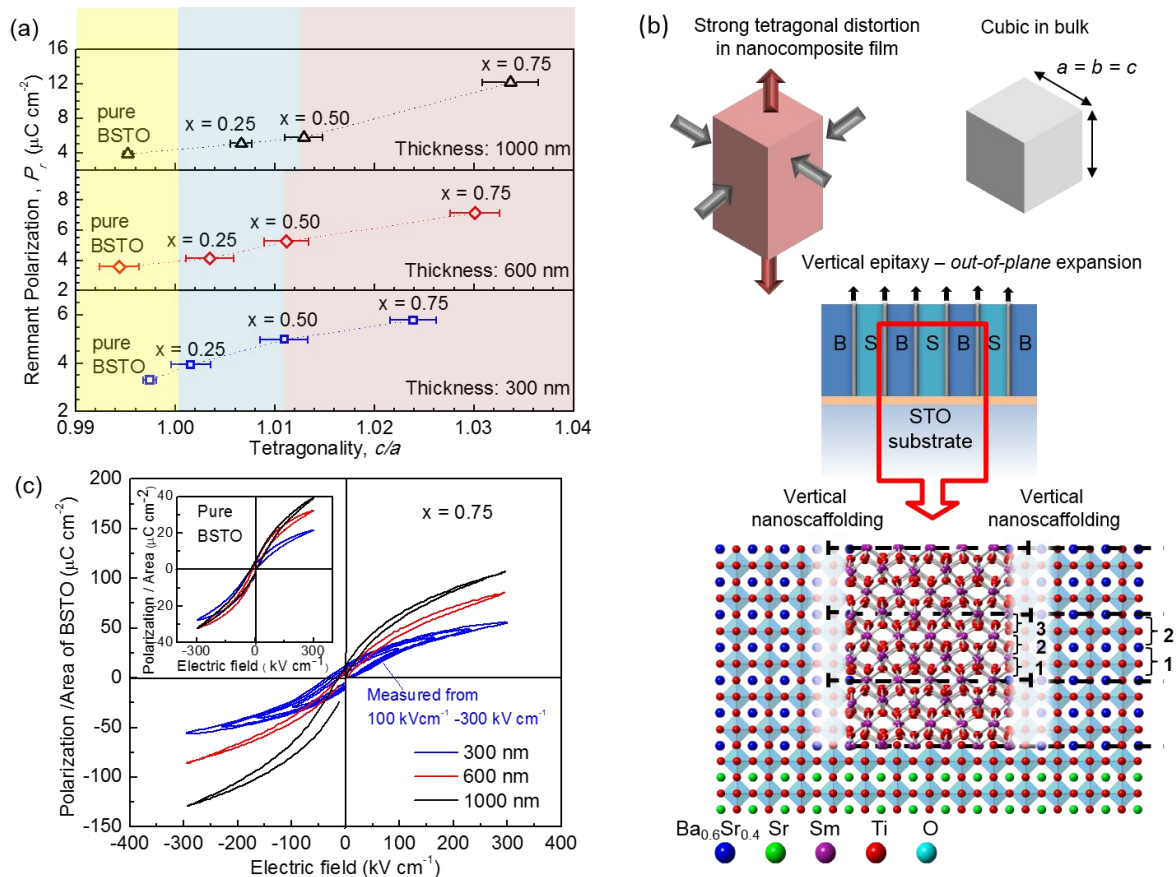 (a)
16
12
8
4
8
6
4
2
6
4
2
Remnant Polarization , Pr (μC cm-2)
pure
BSTO
x = 0.25
x = 0.50
x = 0.75
Thickness: 1000 nm
pure
BSTO
x = 0.25
x = 0.50
x = 0.75
Thickness: 600 nm
pure
BSTO
x = 0.25
x = 0.50
x = 0.75
Thickness: 300 nm
0.99 1.00 1.01 1.02 1.03 1.04
Tetragonality, c/a
(b)
Strong tetragonal distortion
in nanocomposite film
Cubic in bulk
a = b = c
Vertical epitaxy – out-of-plane expansion
B S B S B S B
STO
substrate
Vertical
nanoscaffolding
Vertical
nanoscaffolding
3
2
1
2
1
Ba0.6Sr0.4 Sr Sm Ti O
(c)
200
150
100
50
0
-50
-100
-150
Polarization /Area of BSTO (μC cm-2)
x = 0.75
40
20
0
-20
-40
Polarization / Area (μC cm-2)
Pure
BSTO
-300 0 300
Electric field ( kV cm-1)
Measured from
100 kVcm-1 -300 kV cm-1
300 nm
600 nm
1000 nm
-400 -300 -200 -100 0 100 200 300 400
Electric field (kV cm-1)